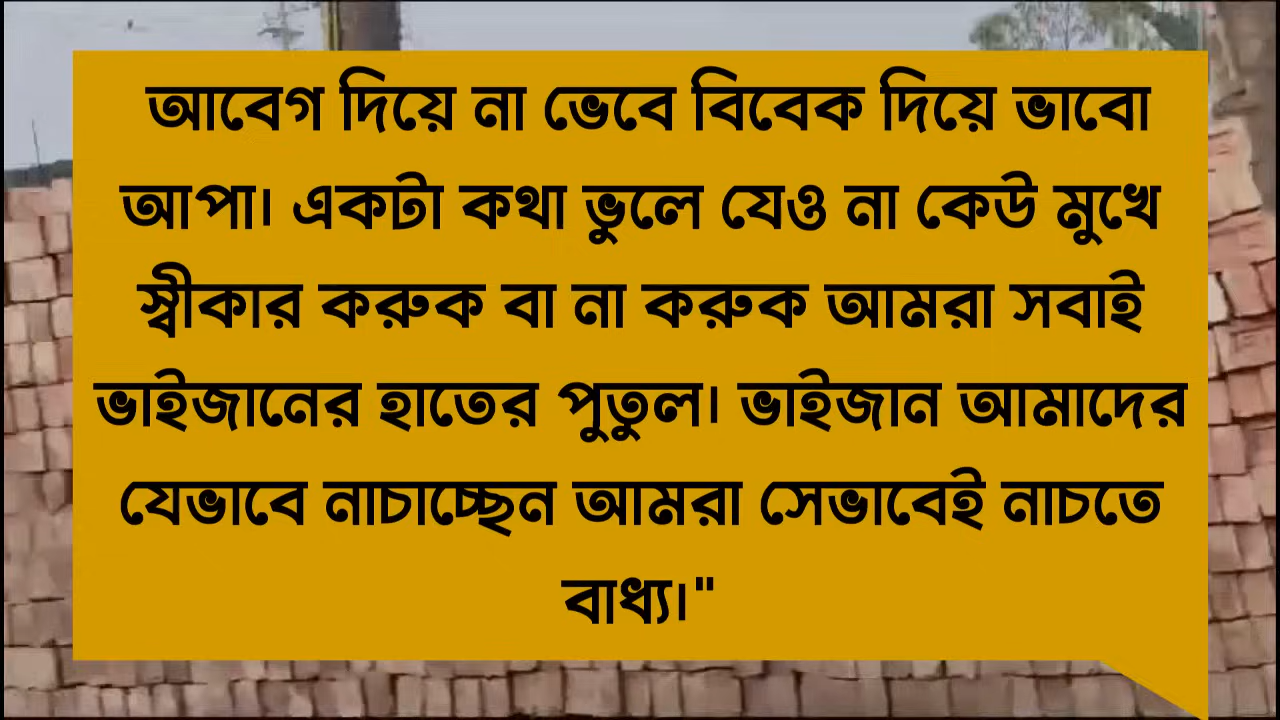 আবেগ দিয়ে না ভেবে বিবেক দিয়ে ভাবো
আপা। একটা কথা ভুলে যেও না কেউ মুখে
স্বীকার করুক বা না করুক আমরা সবাই
ভাইজানের হাতের পুতুল। ভাইজান আমাদের
যেভাবে নাচাচ্ছেন আমরা সেভাবেই নাচতে
বাধ্য।"